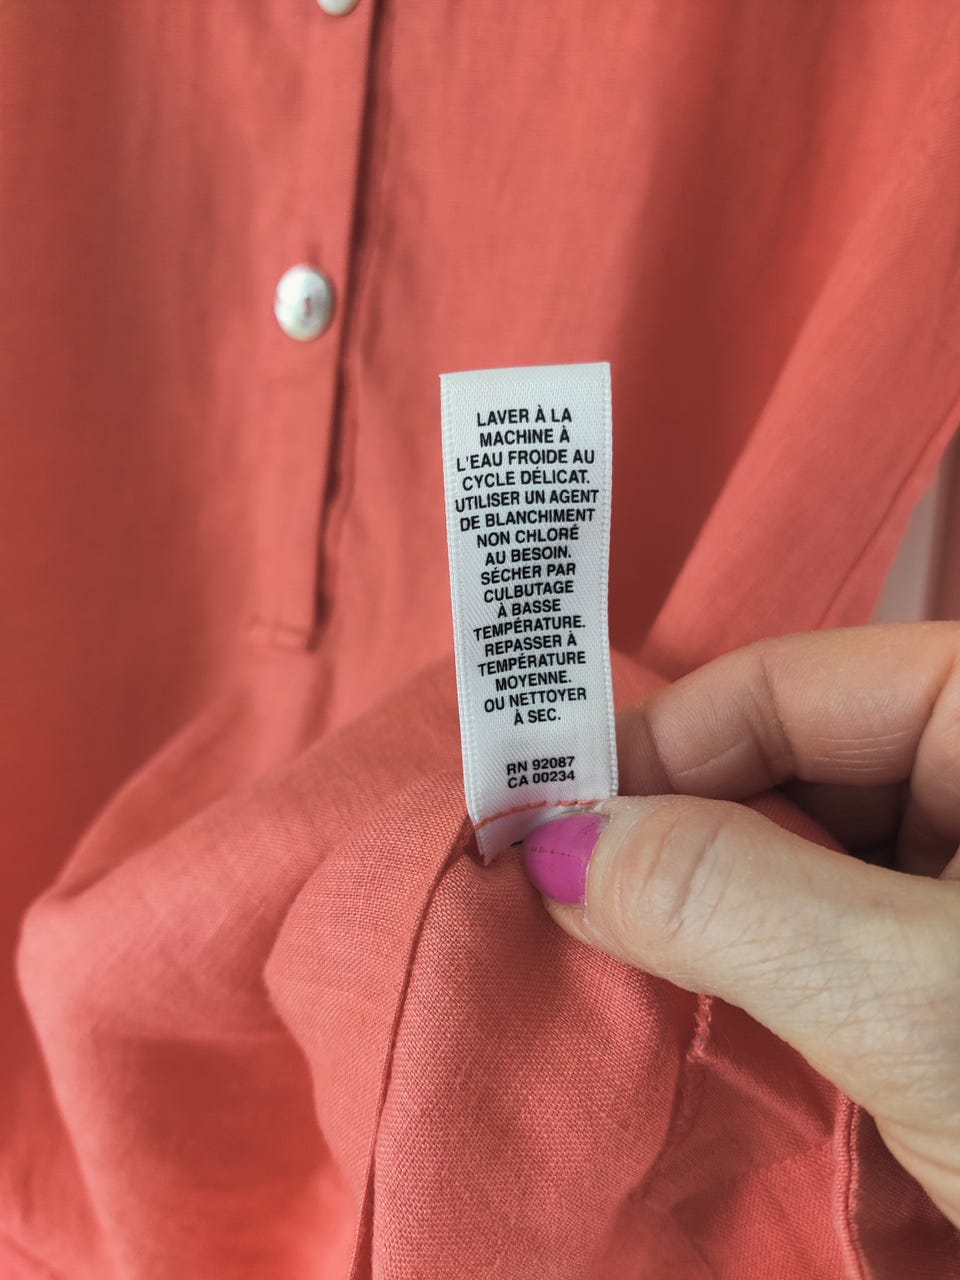 LAVER À LA
MACHINE À
L'EAU FROIDE AU
CYCLE DÉLICAT.
UTILISER UN AGENT
DE BLANCHIMENT
NON CHLORÉ
AU BESOIN.
SÉCHER PAR
CULBUTAGE
À BASSE
TEMPÉRATURE.
REPASSER À
TEMPÉRATURE
MOYENNE.
OU NETTOYER
À SEC.
RN 92087
CA 00234